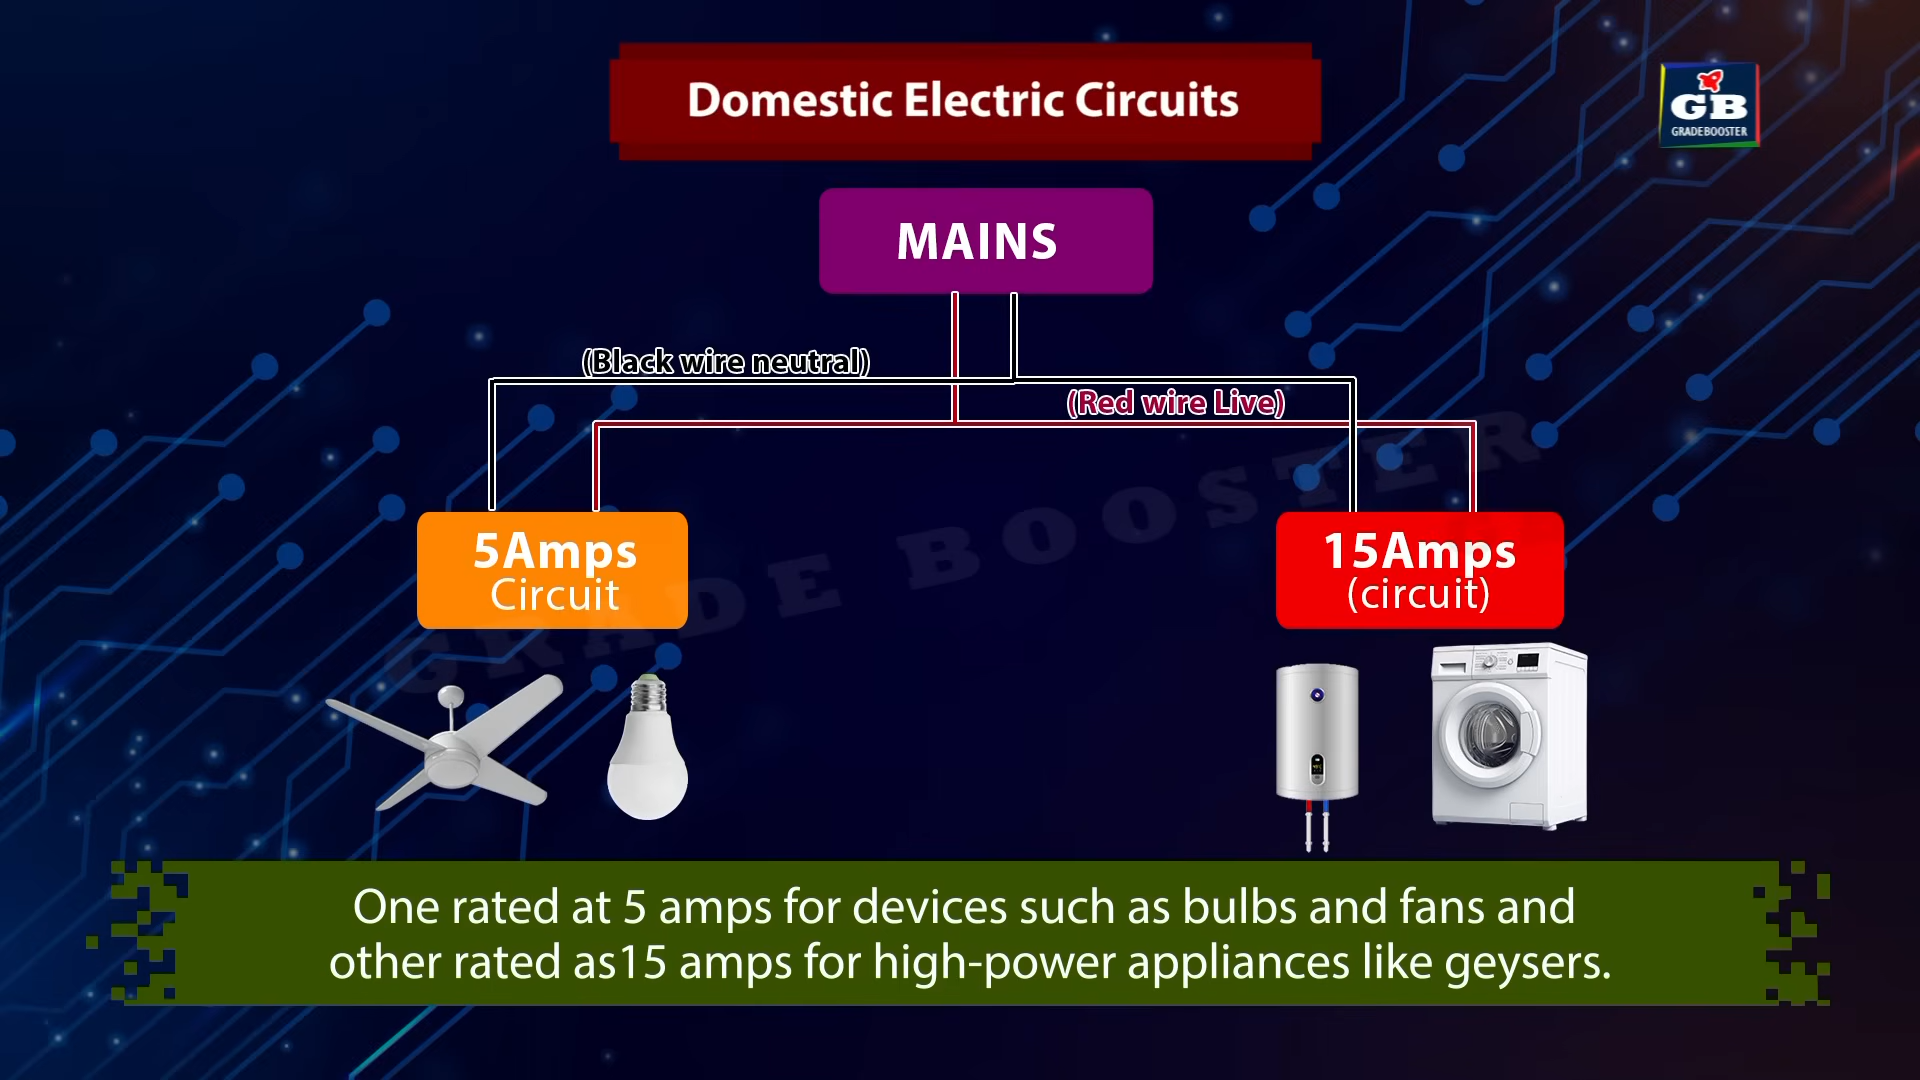 Domestic Electric Circuits
GB
GRADEBOOSTER
MAINS
(Black wire neutral)
(Red wire Live)
5Amps
Circuit
15Amps
(circuit)
GRADE BOOSTER
One rated at 5 amps for devices such as bulbs and fans and
other rated as15 amps for high-power appliances like geysers.